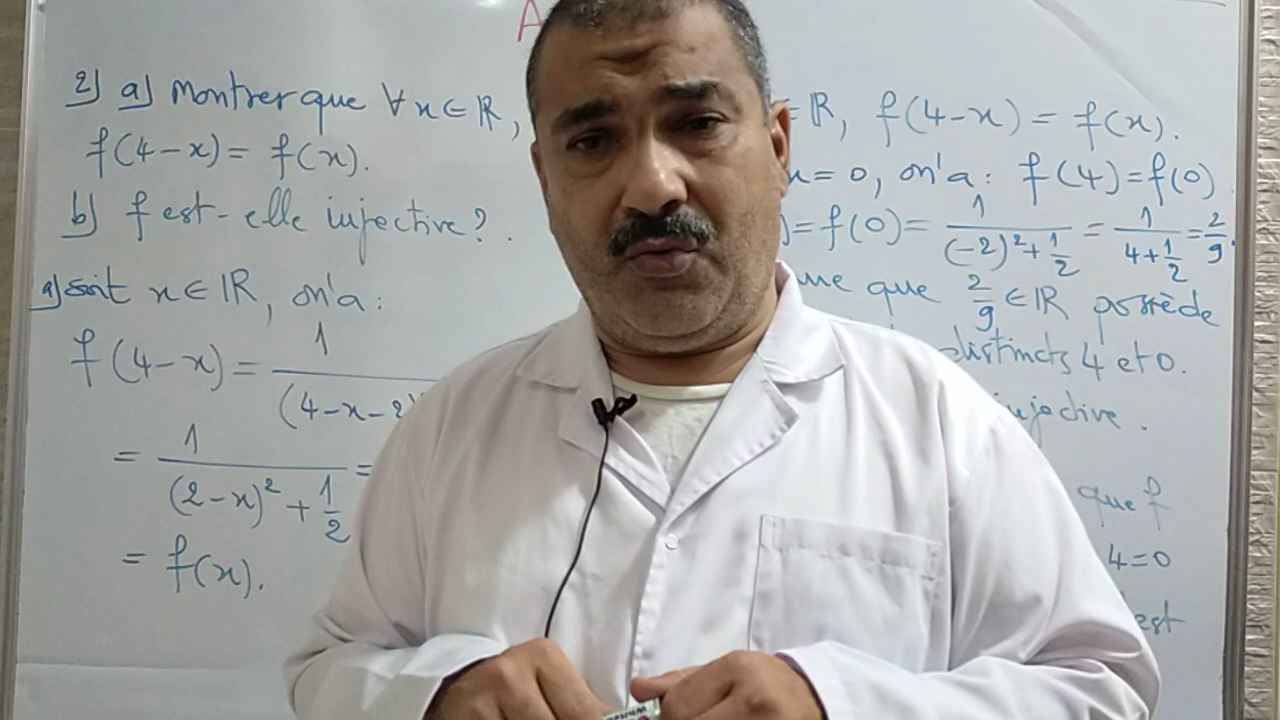 A
2) a) Montrer que ∀x∈ℝ,
f(4-x) = f(x).
b) f est-elle injective ?.
a) soit x∈ℝ, on'a :
f(4-x) = 1/(4-x-2)
= 1/((2-x)²+1/2) =
= f(x).
∈ℝ, f(4-x) = f(x).
x=0, on'a : f(4)=f(0)
)=f(0)= 1/((-2)²+1/2) = 1/(4+1/2) = 2/9.
que 2/9 ∈ℝ possède
distincts 4 et 0.
injective.
que f
4=0
est